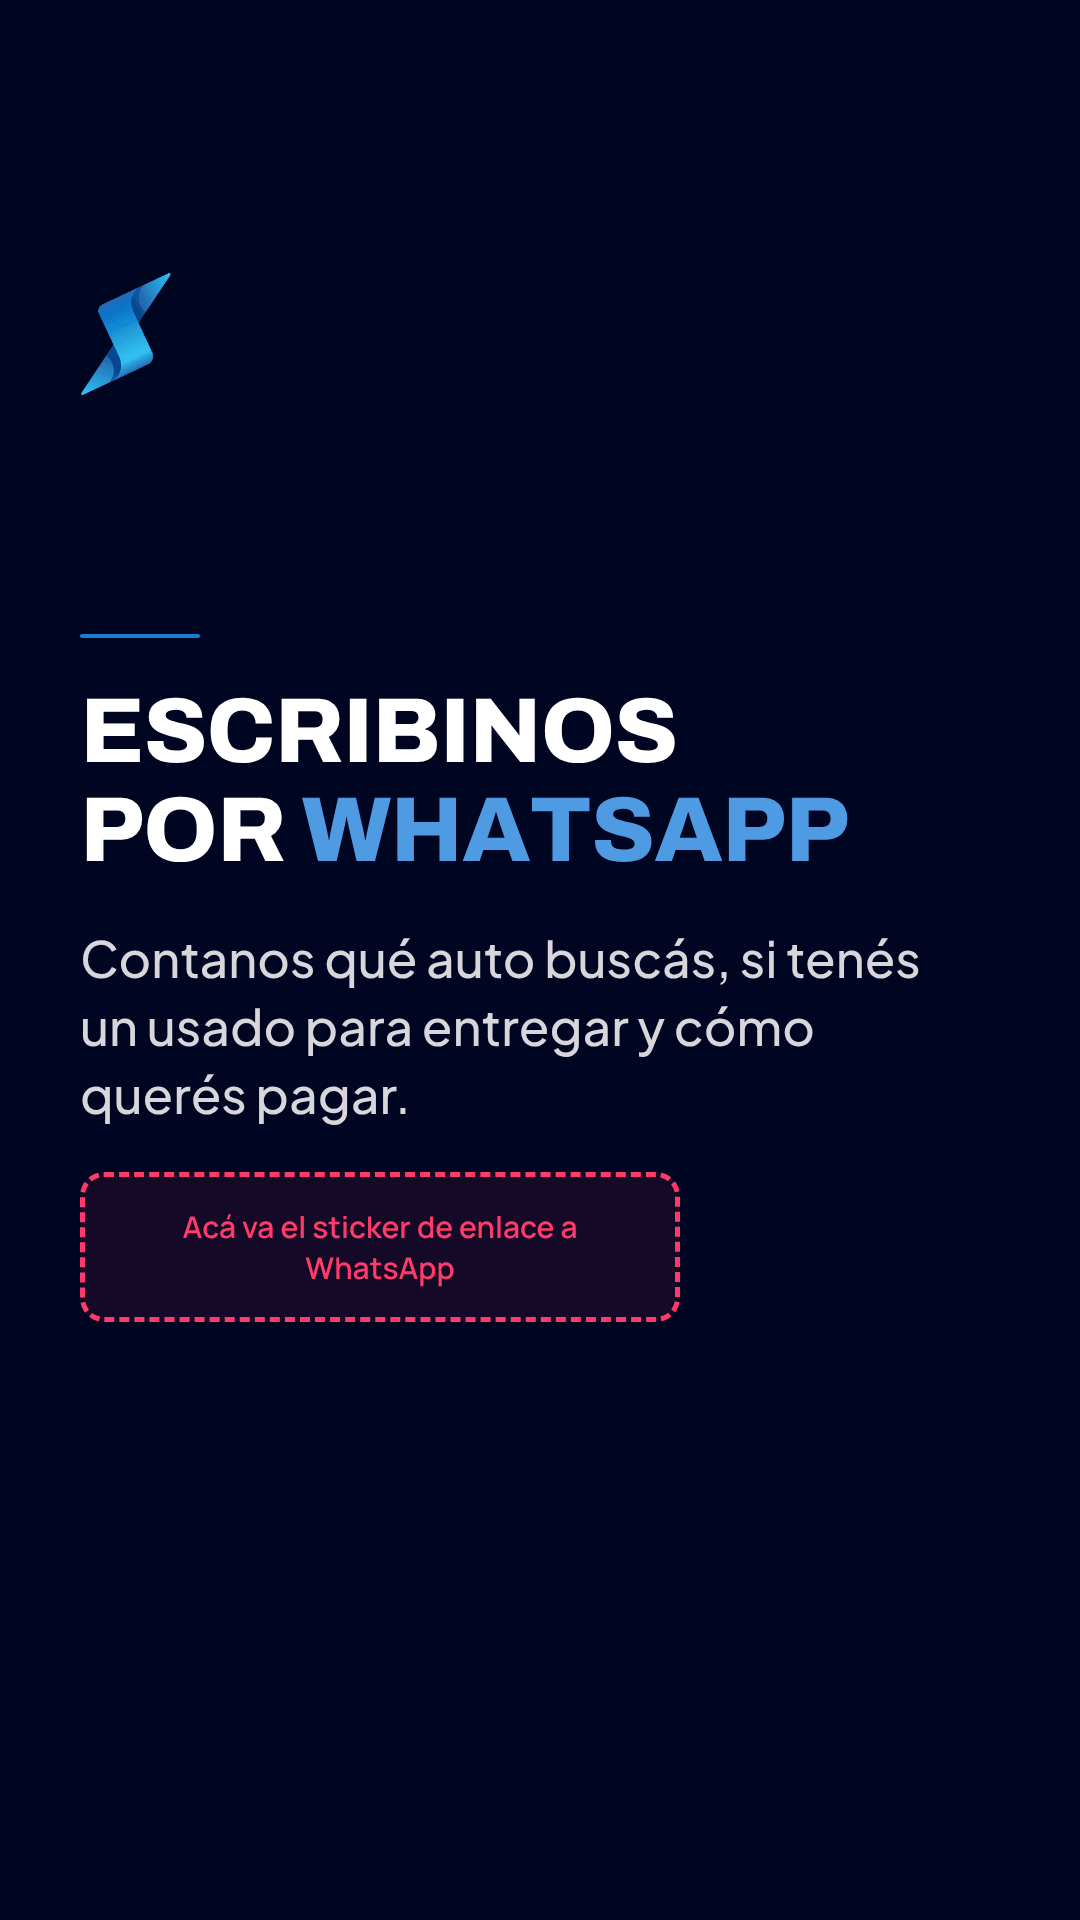 ESCRIBINOS
POR WHATSAPP
Contanos qué auto buscás, si tenés
un usado para entregar y cómo
querés pagar.
Acá va el sticker de enlace a
WhatsApp